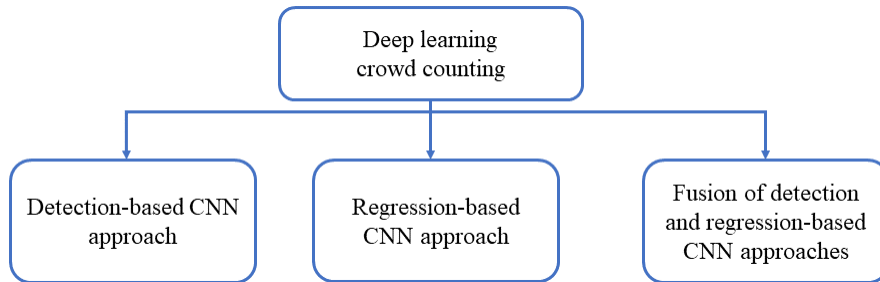 Deep learning
crowd counting
Detection-based CNN
approach
Regression-based
CNN approach
Fusion of detection
and regression-based
CNN approaches